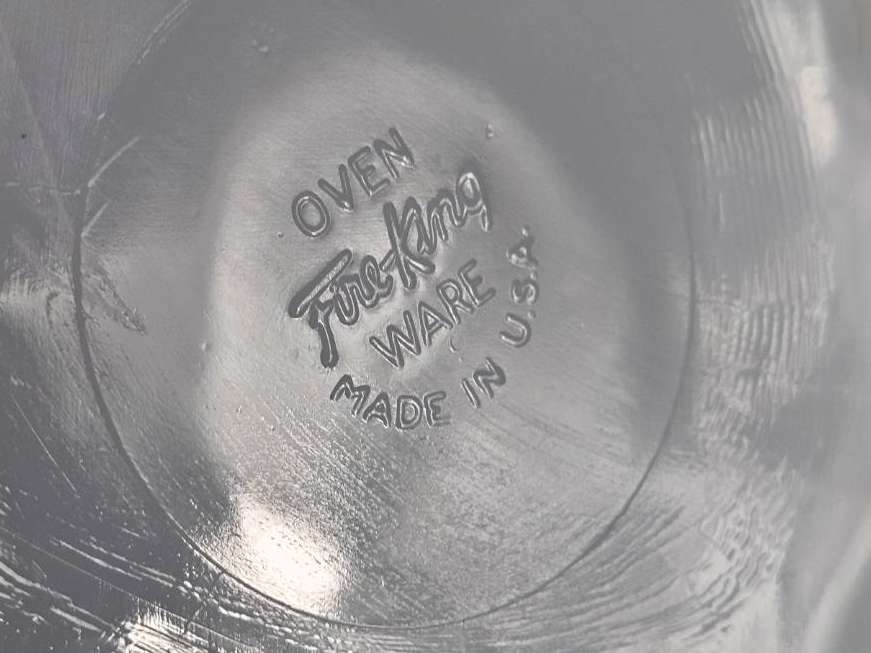 OVEN
Fire-King
WARE
MADE IN U.S.A.